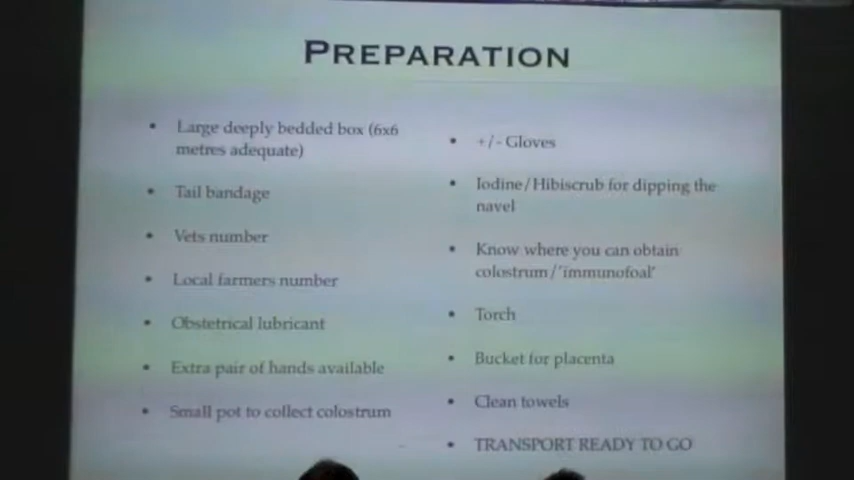 PREPARATION
• Large deeply bedded box (6x6
metres adequate)
• Tail bandage
• Vets number
• Local farmers number
• Obstetrical lubricant
• Extra pair of hands available
• Small pot to collect colostrum
• +/- Gloves
• Iodine/Hibiscrub for dipping the
navel
• Know where you can obtain
colostrum/'immunofoal'
• Torch
• Bucket for placenta
• Clean towels
• TRANSPORT READY TO GO